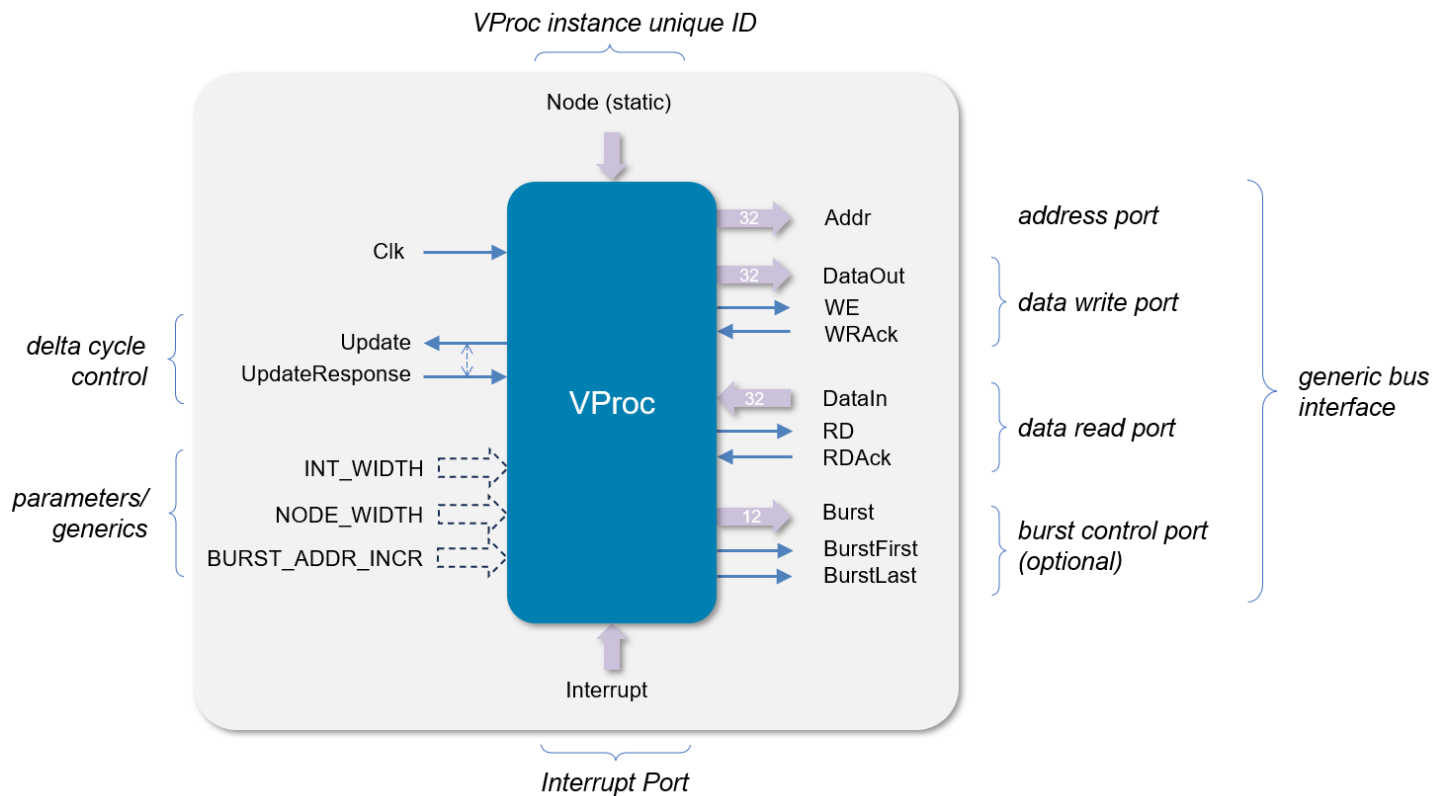 VProc instance unique ID
Node (static)
Clk
Update
UpdateResponse
delta cycle
control
INT_WIDTH
NODE_WIDTH
BURST_ADDR_INCR
parameters/
generics
VProc
32
Addr
address port
32
DataOut
WE
WRAck
data write port
32
DataIn
RD
RDAck
data read port
12
Burst
BurstFirst
BurstLast
burst control port
(optional)
generic bus
interface
Interrupt
Interrupt Port